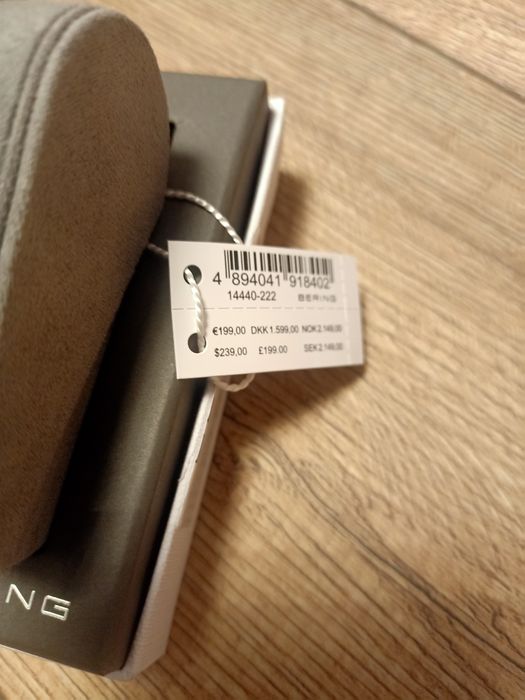 4 894041 918402
14440-222 BERING
€199,00 DKK 1.599,00 NOK 2.149,00
$239,00 £199.00 SEK 2.149,00
NG